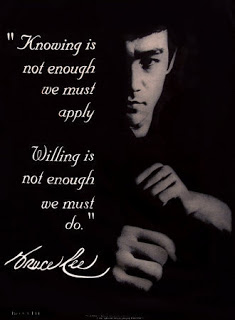 "Knowing is
not enough
we must
apply
Willing is
not enough
we must
do."
Bruce Lee